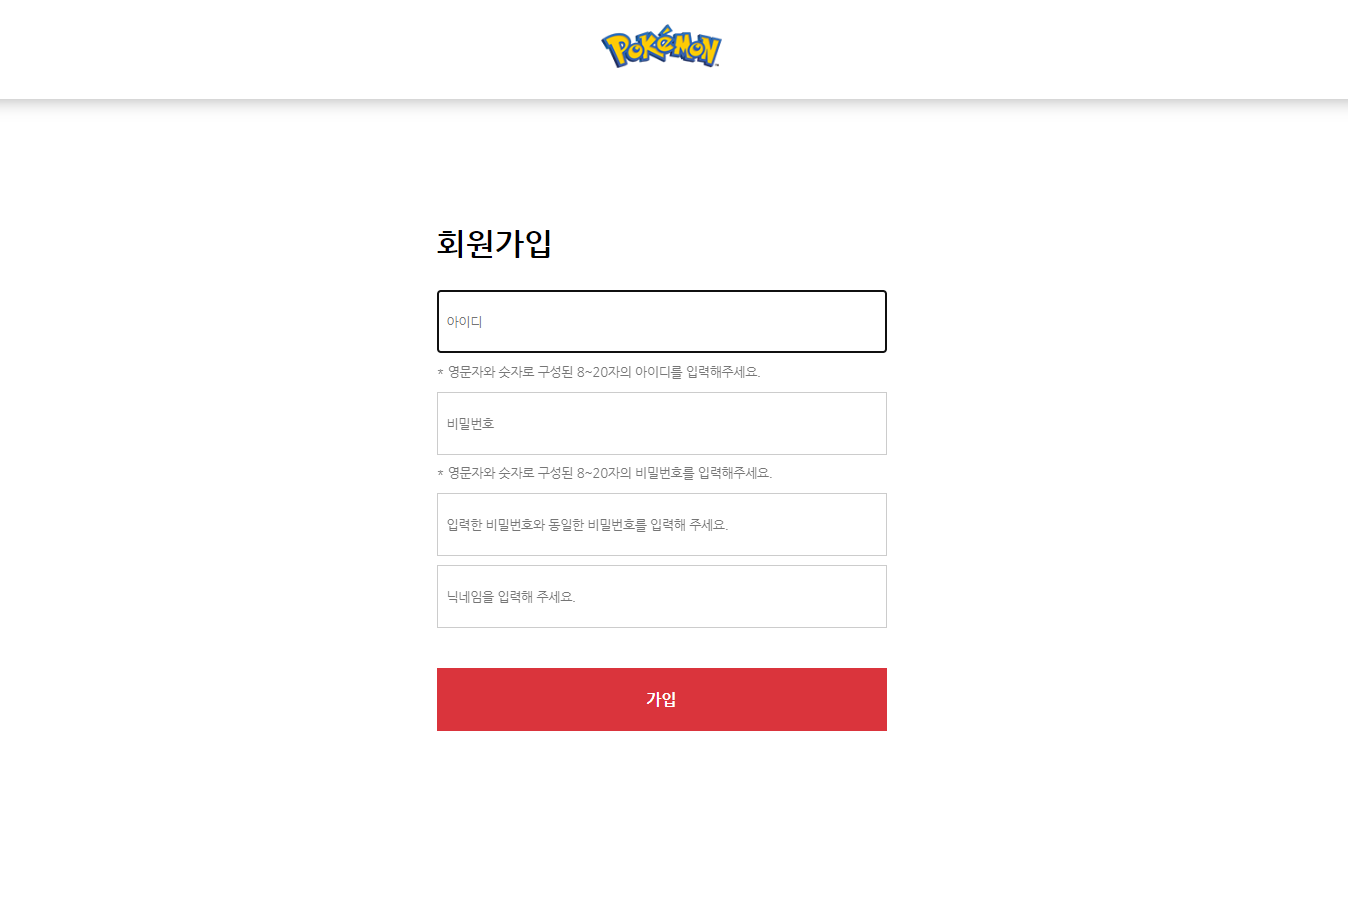 POKéMON
회원가입
아이디
* 영문자와 숫자로 구성된 8~20자의 아이디를 입력해주세요.
비밀번호
* 영문자와 숫자로 구성된 8~20자의 비밀번호를 입력해주세요.
입력한 비밀번호와 동일한 비밀번호를 입력해 주세요.
닉네임을 입력해 주세요.
가입